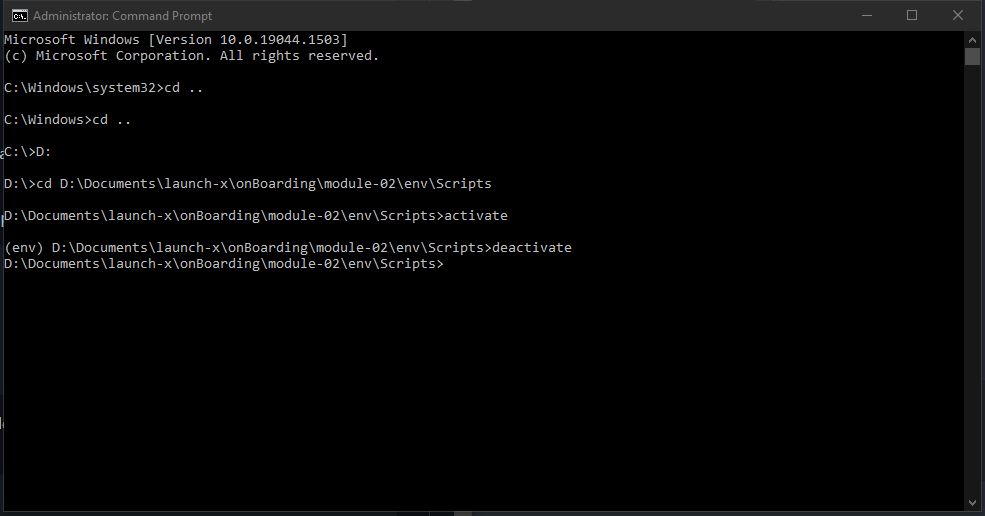 Administrator: Command Prompt
Microsoft Windows [Version 10.0.19044.1503]
(c) Microsoft Corporation. All rights reserved.
C:\Windows\system32>cd ..
C:\Windows>cd ..
C:\>D:
D:\>cd D:\Documents\launch-x\onBoarding\module-02\env\Scripts
D:\Documents\launch-x\onBoarding\module-02\env\Scripts>activate
(env) D:\Documents\launch-x\onBoarding\module-02\env\Scripts>deactivate
D:\Documents\launch-x\onBoarding\module-02\env\Scripts>